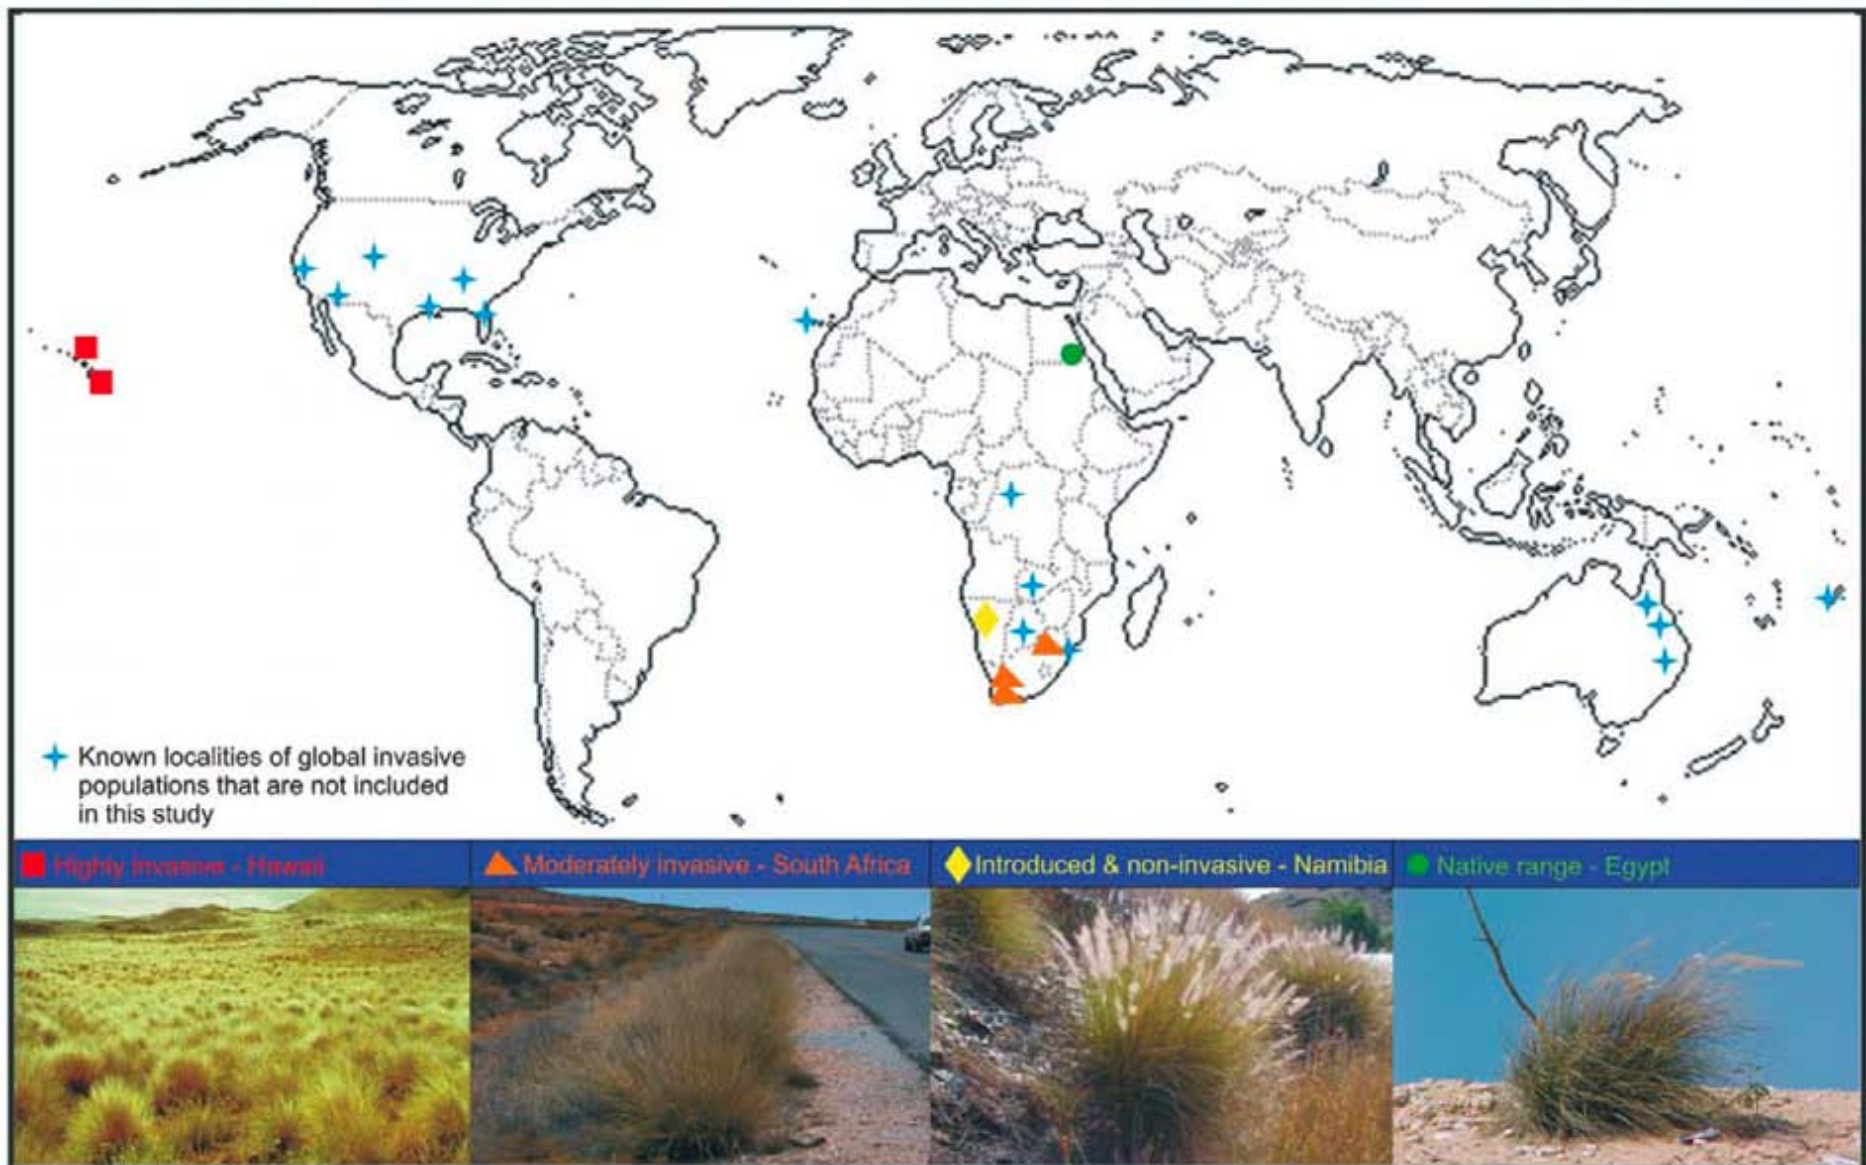 Known localities of global invasive
populations that are not included
in this study
Highly invasive - Hawaii
Moderately invasive - South Africa
Introduced & non-invasive - Namibia
Native range - Egypt